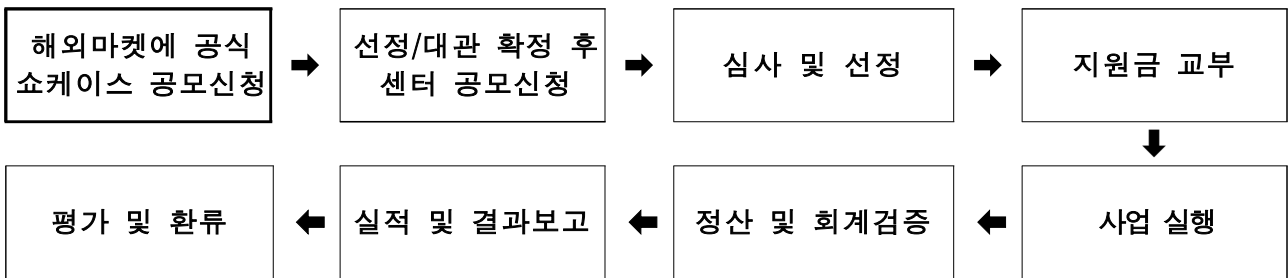 해외마켓에 공식
쇼케이스 공모신청
선정/대관 확정 후
센터 공모신청
심사 및 선정
지원금 교부
사업 실행
정산 및 회계검증
실적 및 결과보고
평가 및 환류